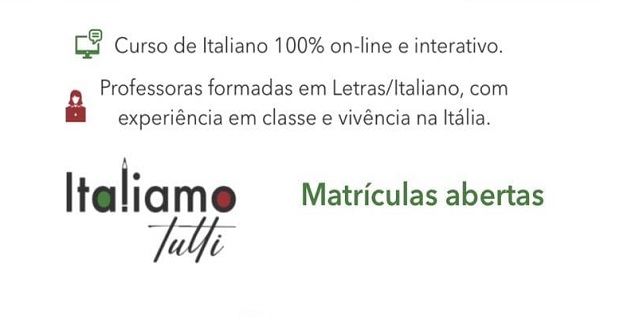 Curso de Italiano 100% on-line e interativo.
Professoras formadas em Letras/Italiano, com
experiência em classe e vivência na Itália.
Italiamo
tutti
Matrículas abertas